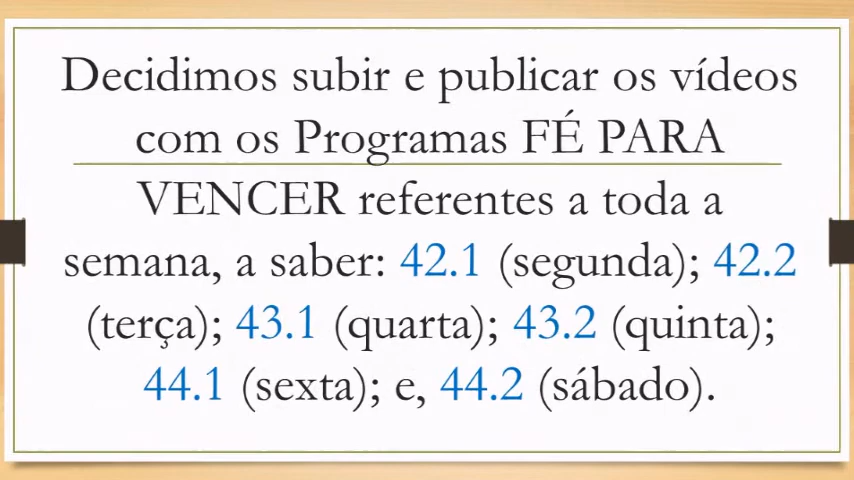 Decidimos subir e publicar os vídeos
com os Programas FÉ PARA
VENCER referentes a toda a
semana, a saber: 42.1 (segunda); 42.2
(terça); 43.1 (quarta); 43.2 (quinta);
44.1 (sexta); e, 44.2 (sábado).